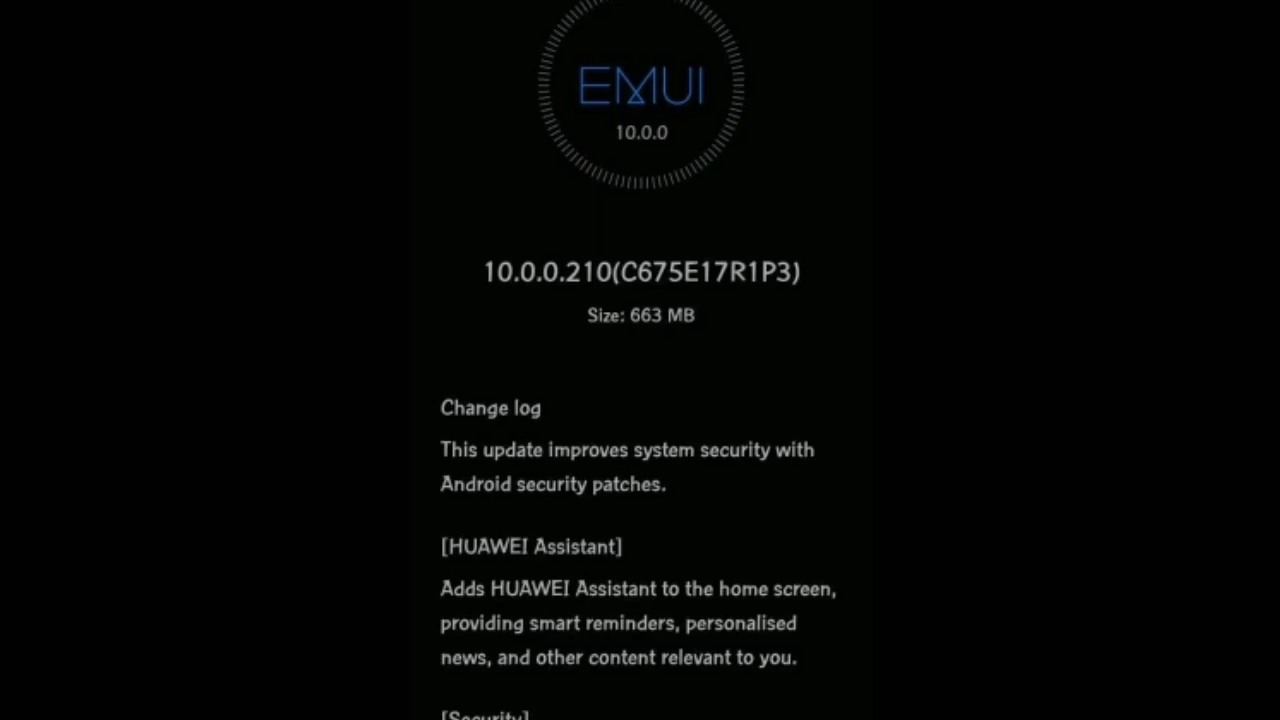 EMUI
10.0.0
10.0.0.210(C675E17R1P3)
Size: 663 MB
Change log
This update improves system security with
Android security patches.
[HUAWEI Assistant]
Adds HUAWEI Assistant to the home screen,
providing smart reminders, personalised
news, and other content relevant to you.
[Security]